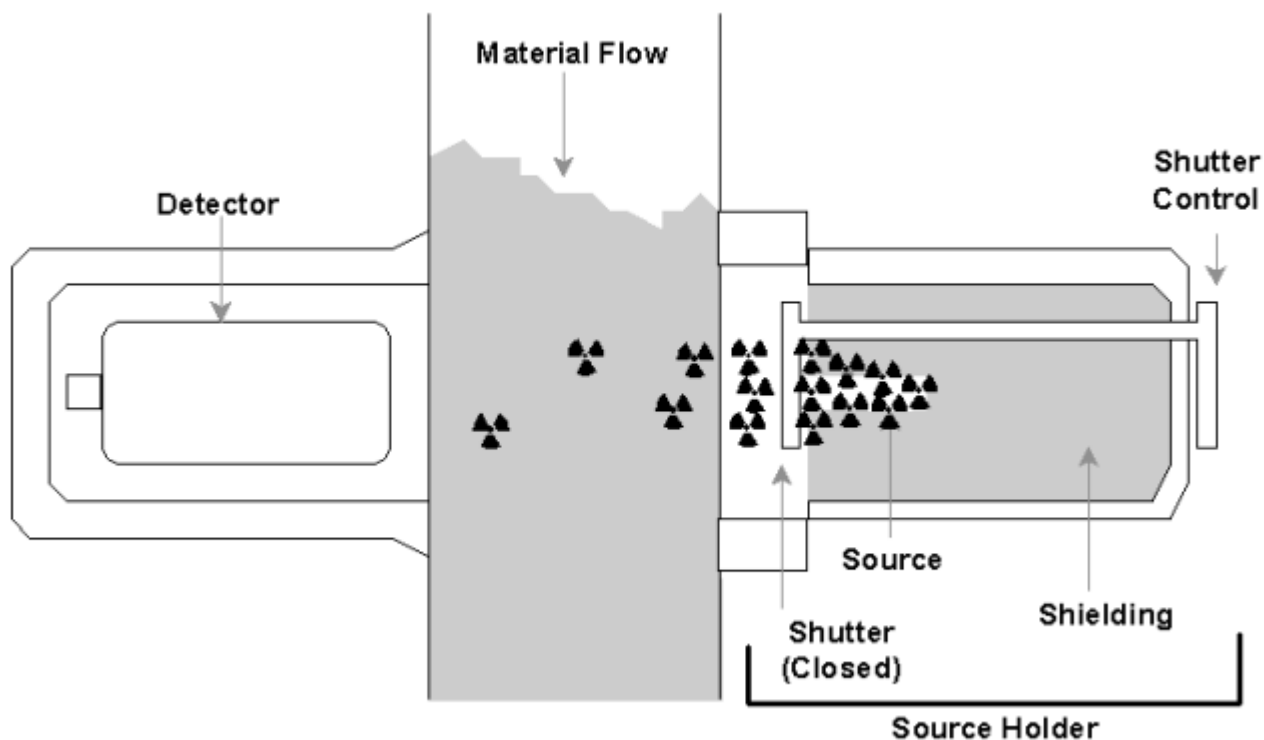 Material Flow
Shutter
Control
Detector
Source
Shielding
Shutter
(Closed)
Source Holder